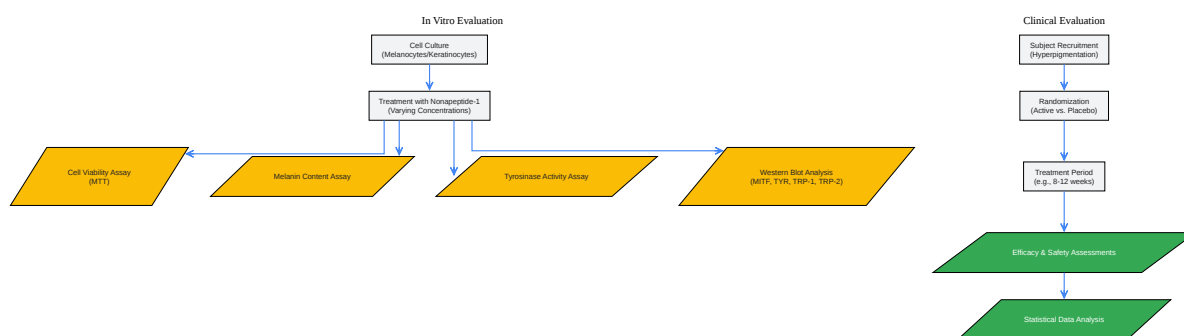 In Vitro Evaluation
Cell Culture
(Melanocytes/Keratinocytes)
Treatment with Nonapeptide-1
(Varying Concentrations)
Cell Viability Assay
(MTT)
Melanin Content Assay
Tyrosinase Activity Assay
Western Blot Analysis
(MITF, TYR, TRP-1, TRP-2)
Clinical Evaluation
Subject Recruitment
(Hyperpigmentation)
Randomization
(Active vs. Placebo)
Treatment Period
(e.g., 8-12 weeks)
Efficacy & Safety Assessments
Statistical Data Analysis